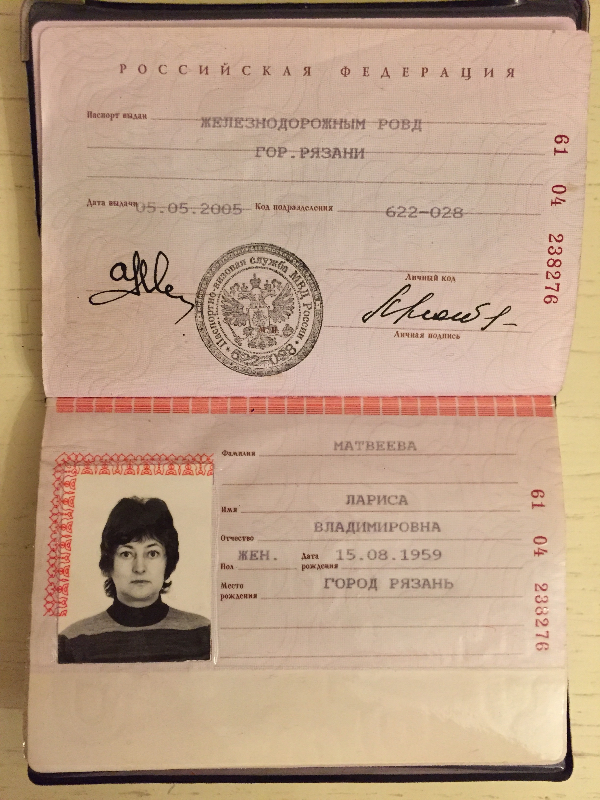 РОССИЙСКАЯ ФЕДЕРАЦИЯ
Паспорт выдан ЖЕЛЕЗНОДОРОЖНЫМ РОВД
ГОР.РЯЗАНИ
Дата выдачи 05.05.2005 Код подразделения 622-028
61 04 238276
Личный код
Личная подпись
Паспортно-визовая служба МВД России
М.П.
622-028
Фамилия МАТВЕЕВА
Имя ЛАРИСА
Отчество ВЛАДИМИРОВНА
Пол ЖЕН. Дата рождения 15.08.1959
Место рождения ГОРОД РЯЗАНЬ
61 04 238276